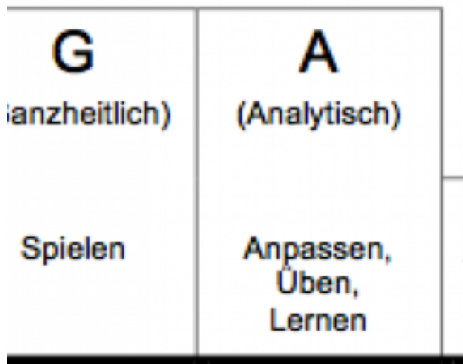 G
anzheitlich)
Spielen
A
(Analytisch)
Anpassen,
Üben,
Lernen